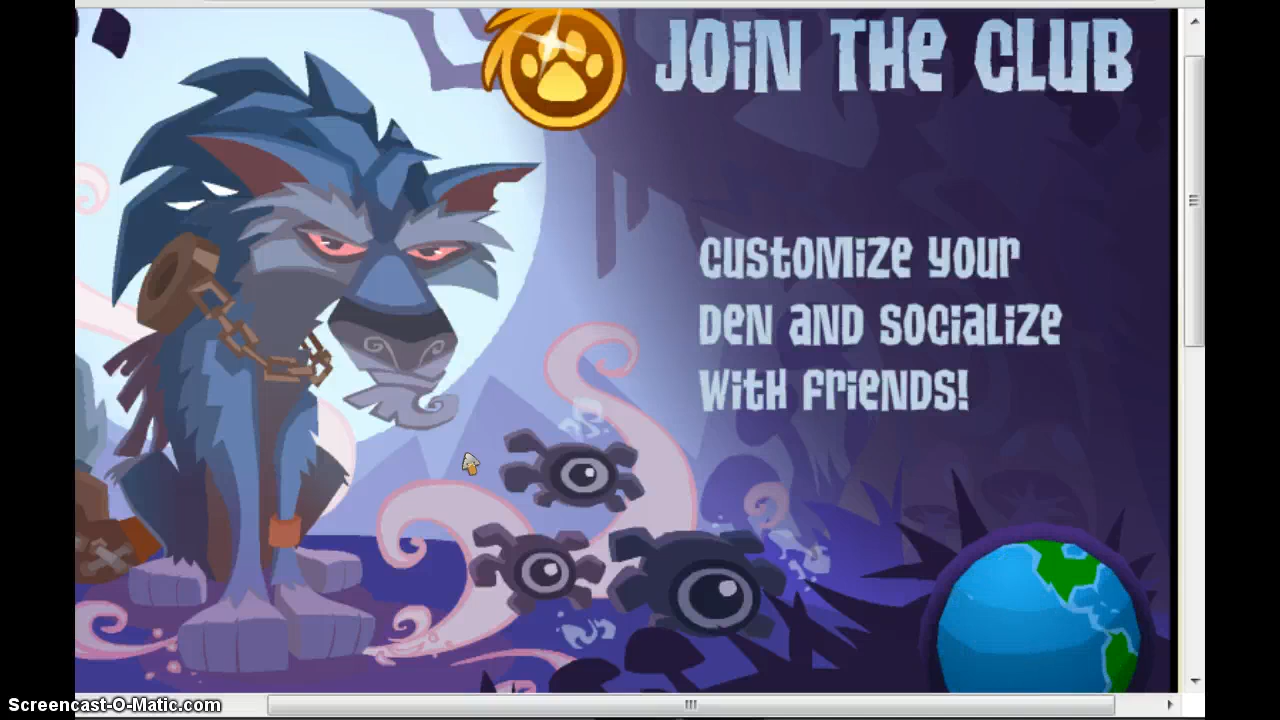 JOIN THE CLUB
CUSTOMIZE YOUR
DEN AND SOCIALIZE
WITH FRIENDS!
Screencast-O-Matic.com